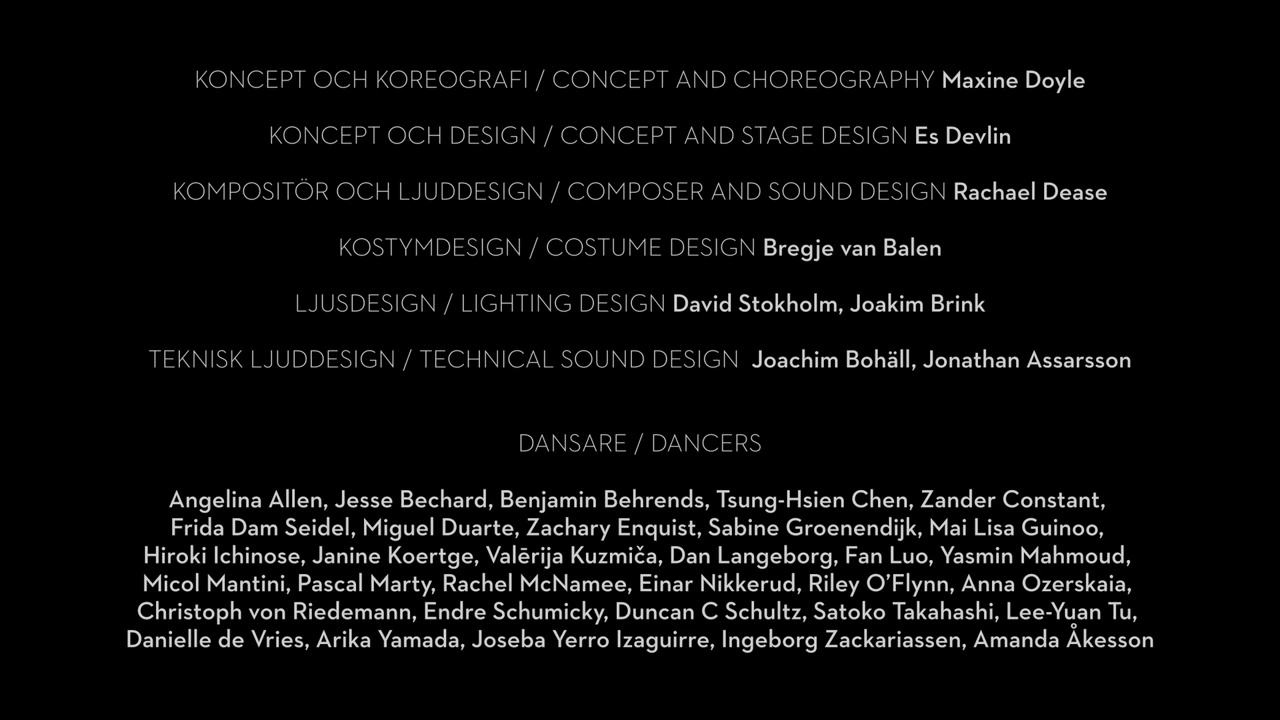 KONCEPT OCH KOREOGRAFI / CONCEPT AND CHOREOGRAPHY Maxine Doyle
KONCEPT OCH DESIGN / CONCEPT AND STAGE DESIGN Es Devlin
KOMPOSITÖR OCH LJUDDESIGN / COMPOSER AND SOUND DESIGN Rachael Dease
KOSTYMDESIGN / COSTUME DESIGN Bregje van Balen
LJUSDESIGN / LIGHTING DESIGN David Stokholm, Joakim Brink
TEKNISK LJUDDESIGN / TECHNICAL SOUND DESIGN Joachim Bohäll, Jonathan Assarsson
DANSARE / DANCERS
Angelina Allen, Jesse Bechard, Benjamin Behrends, Tsung-Hsien Chen, Zander Constant,
Frida Dam Seidel, Miguel Duarte, Zachary Enquist, Sabine Groenendijk, Mai Lisa Guinoo,
Hiroki Ichinose, Janine Koertge, Valērija Kuzmiča, Dan Langeborg, Fan Luo, Yasmin Mahmoud,
Micol Mantini, Pascal Marty, Rachel McNamee, Einar Nikkerud, Riley O’Flynn, Anna Ozerskaia,
Christoph von Riedemann, Endre Schumicky, Duncan C Schultz, Satoko Takahashi, Lee-Yuan Tu,
Danielle de Vries, Arika Yamada, Joseba Yerro Izaguirre, Ingeborg Zackariassen, Amanda Åkesson